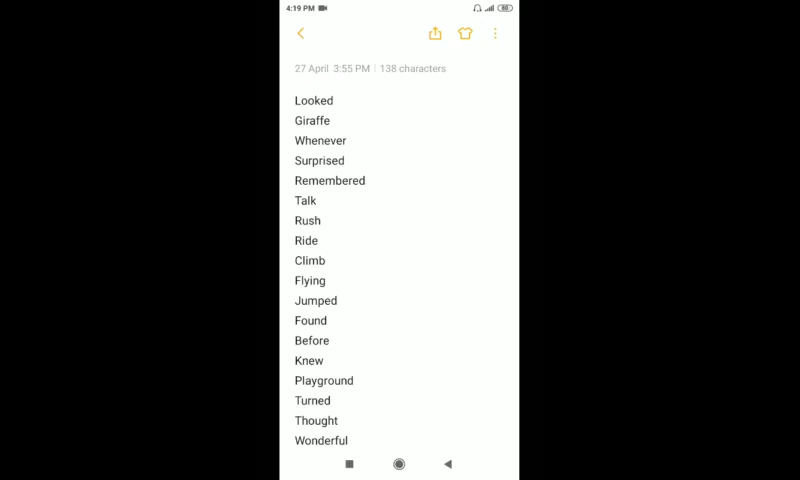 4:19 PM
80
27 April 3:55 PM | 138 characters
Looked
Giraffe
Whenever
Surprised
Remembered
Talk
Rush
Ride
Climb
Flying
Jumped
Found
Before
Knew
Playground
Turned
Thought
Wonderful